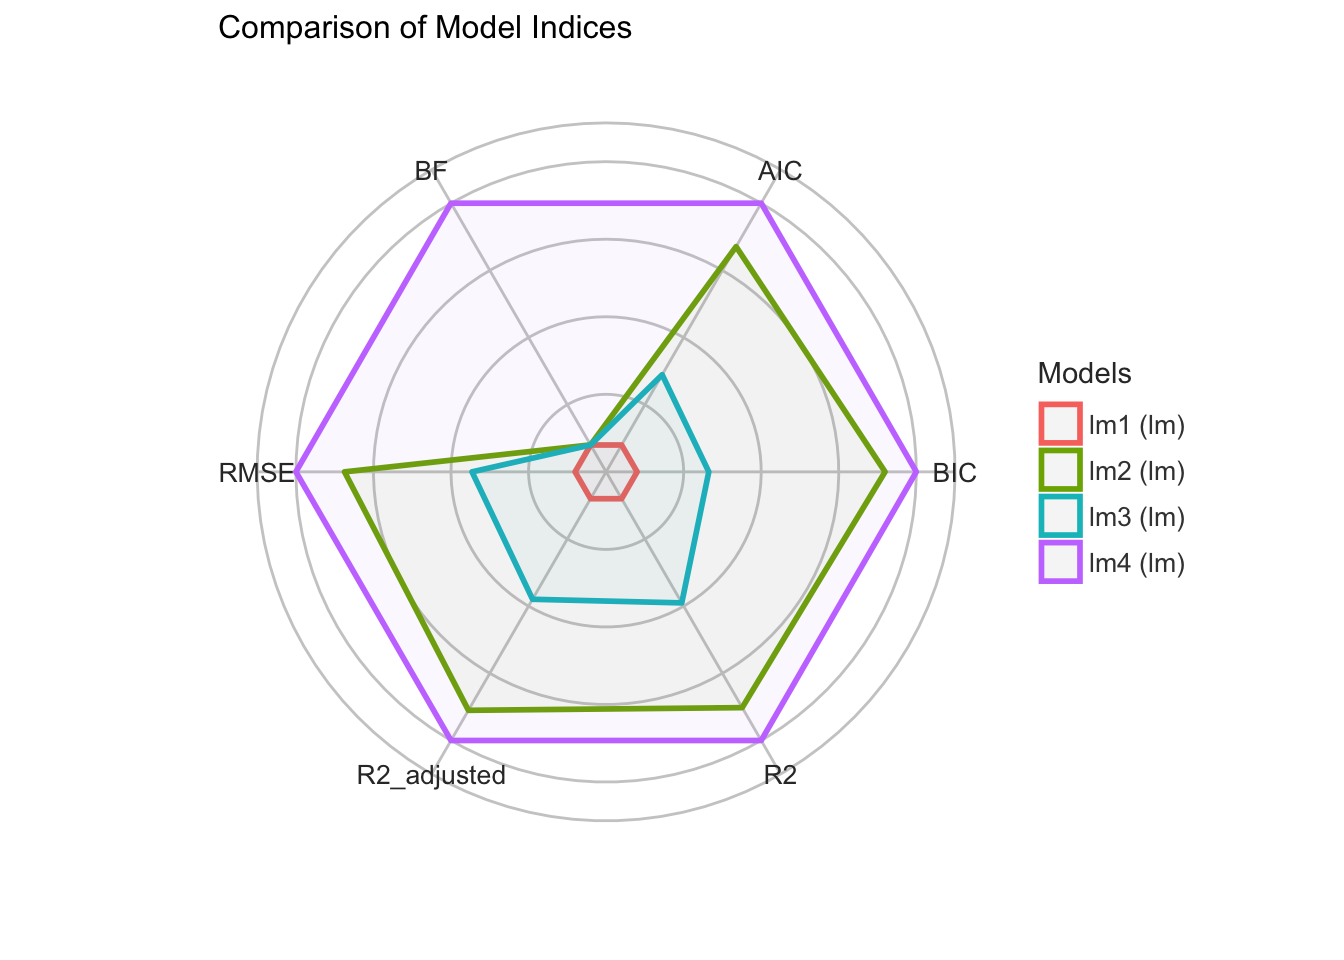 Comparison of Model Indices
BF
AIC
RMSE
BIC
R2_adjusted
R2
Models
lm1 (lm)
lm2 (lm)
lm3 (lm)
lm4 (lm)